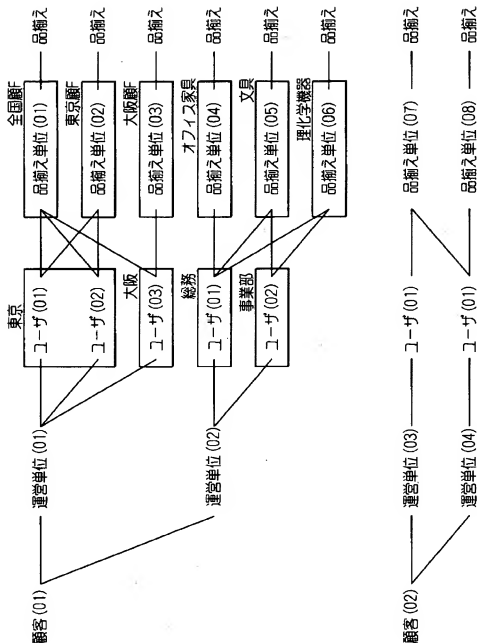 顧客(01)
運営単位(01)
東京
ユーザ(01)
ユーザ(02)
大阪
ユーザ(03)
全国顧F
品揃え単位(01)
品揃え
東京顧F
品揃え単位(02)
品揃え
大阪顧F
品揃え単位(03)
品揃え
運営単位(02)
総務
ユーザ(01)
事業部
ユーザ(02)
オフィス家具
品揃え単位(04)
品揃え
文具
品揃え単位(05)
品揃え
理化学機器
品揃え単位(06)
品揃え
顧客(02)
運営単位(03)
ユーザ(01)
品揃え単位(07)
品揃え
運営単位(04)
ユーザ(01)
品揃え単位(08)
品揃え